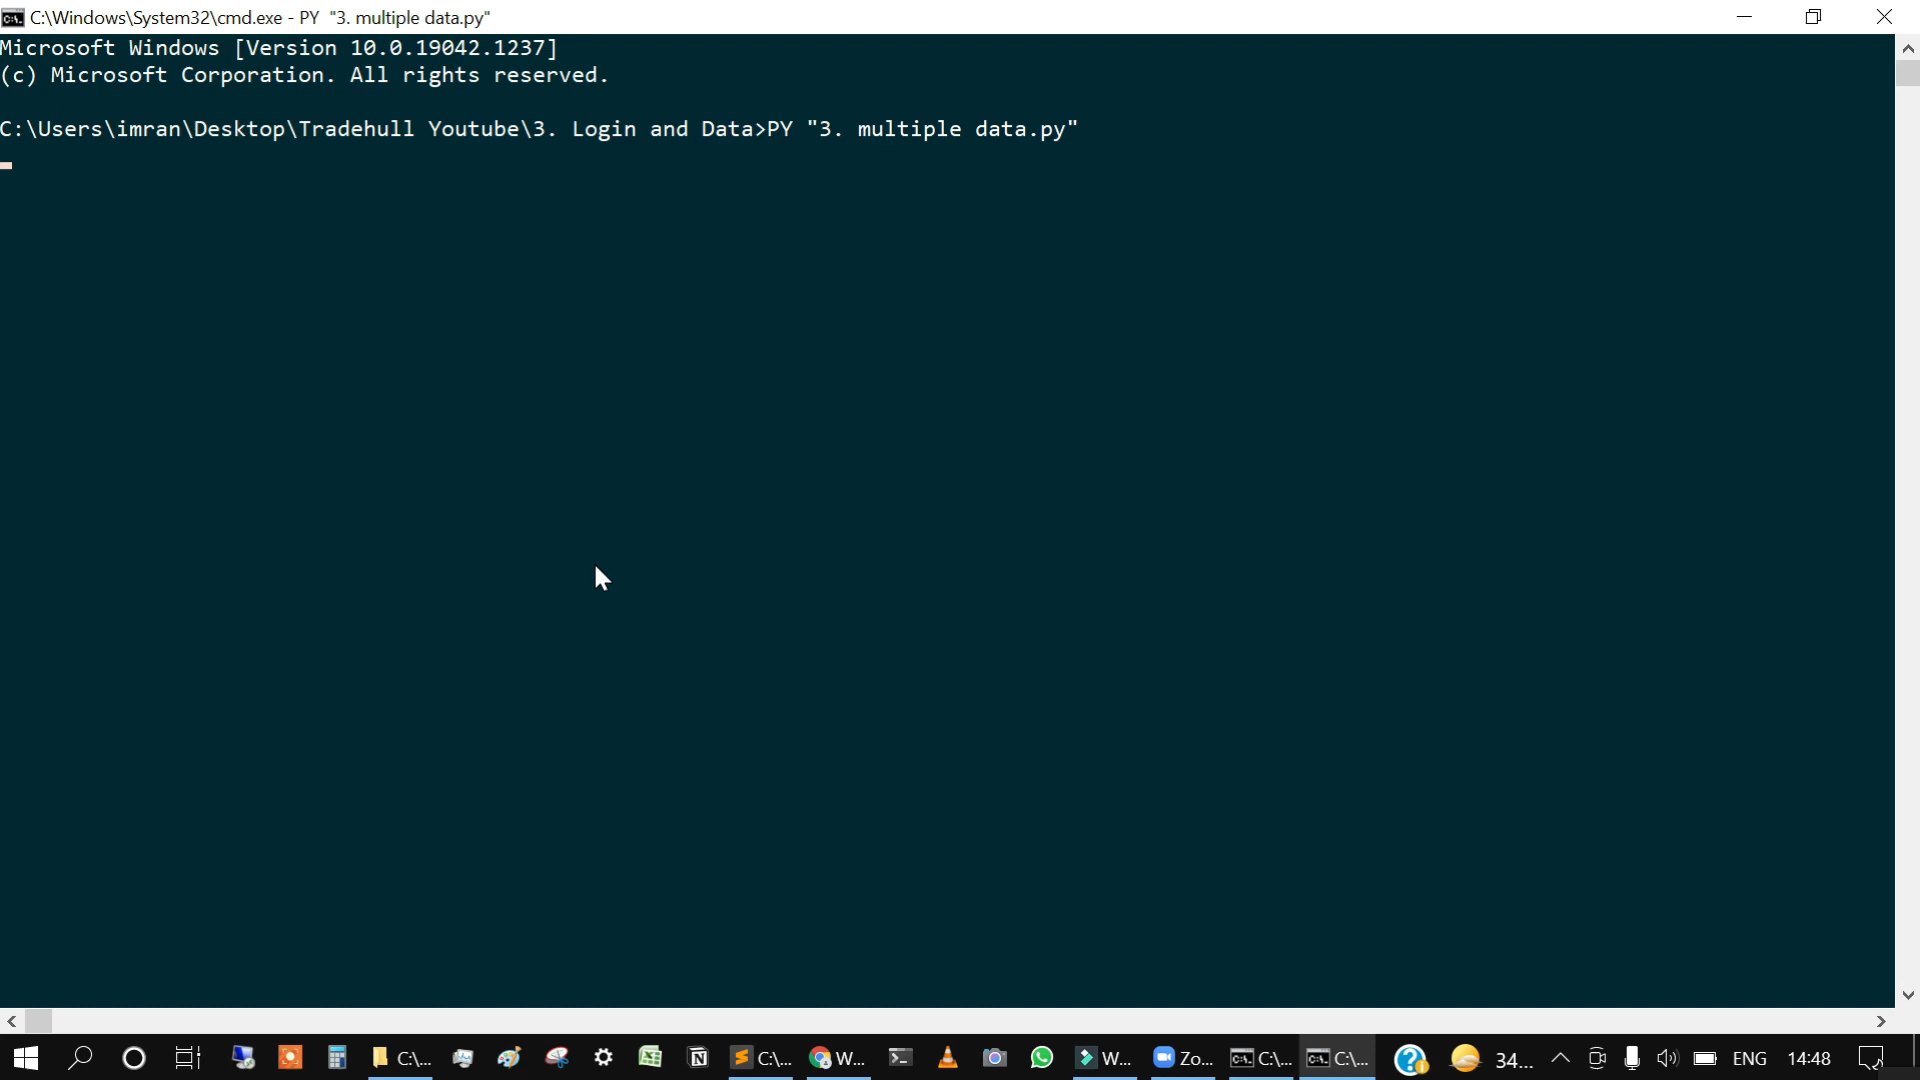 C:\Windows\System32\cmd.exe - PY "3. multiple data.py"
Microsoft Windows [Version 10.0.19042.1237]
(c) Microsoft Corporation. All rights reserved.
C:\Users\imran\Desktop\Tradehull Youtube\3. Login and Data>PY "3. multiple data.py"
C:\... C:\... W... W... Zo... C:\... C:\... 34... ENG 14:48